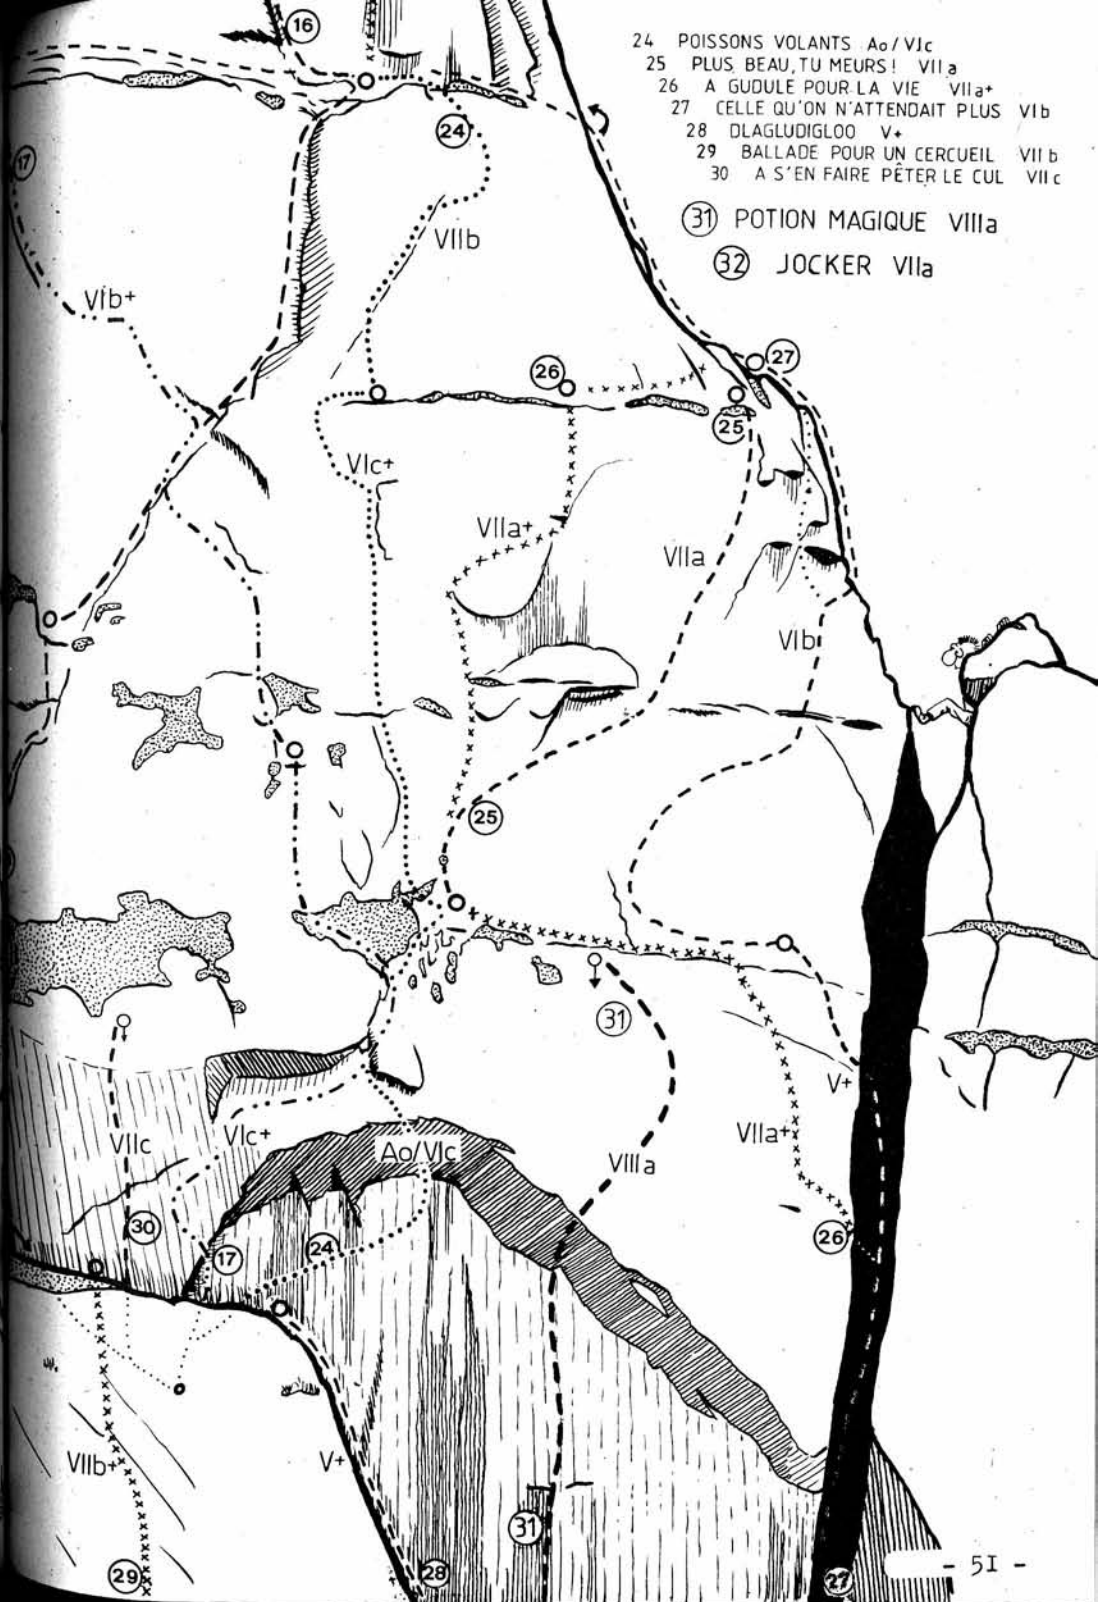 24 POISSONS VOLANTS Ao/VIc
25 PLUS BEAU, TU MEURS! VIIa
26 A GUDULE POUR LA VIE VIIa+
27 CELLE QU'ON N'ATTENDAIT PLUS VIb
28 DLAGLUDIGLOO V+
29 BALLADE POUR UN CERCUEIL VIIb
30 A S'EN FAIRE PÊTER LE CUL VIIc
31 POTION MAGIQUE VIIIa
32 JOCKER VIIa
16
24
17
VIIb
VIb+
27
26
25
VIc+
VIIa+
VIIa
VIb
25
31
V+
VIIc
VIc+
Ao/VIc
VIIIa
VIIa+
30
17
24
26
VIIb+
V+
31
29
28
27
- 51 -